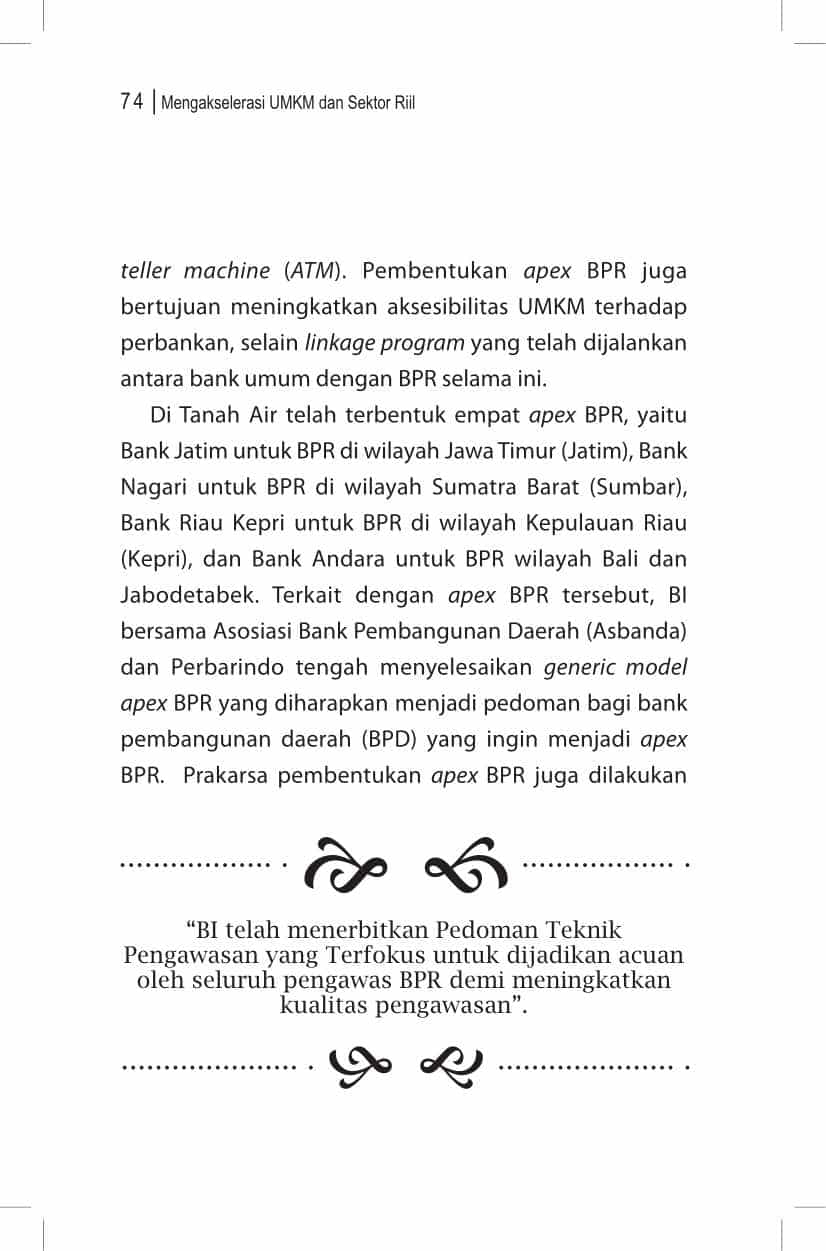 74 | Mengakselerasi UMKM dan Sektor Riil
teller machine (ATM). Pembentukan apex BPR juga
bertujuan meningkatkan aksesibilitas UMKM terhadap
perbankan, selain linkage program yang telah dijalankan
antara bank umum dengan BPR selama ini.
Di Tanah Air telah terbentuk empat apex BPR, yaitu
Bank Jatim untuk BPR di wilayah Jawa Timur (Jatim), Bank
Nagari untuk BPR di wilayah Sumatra Barat (Sumbar),
Bank Riau Kepri untuk BPR di wilayah Kepulauan Riau
(Kepri), dan Bank Andara untuk BPR wilayah Bali dan
Jabodetabek. Terkait dengan apex BPR tersebut, BI
bersama Asosiasi Bank Pembangunan Daerah (Asbanda)
dan Perbarindo tengah menyelesaikan generic model
apex BPR yang diharapkan menjadi pedoman bagi bank
pembangunan daerah (BPD) yang ingin menjadi apex
BPR. Prakarsa pembentukan apex BPR juga dilakukan
“BI telah menerbitkan Pedoman Teknik
Pengawasan yang Terfokus untuk dijadikan acuan
oleh seluruh pengawas BPR demi meningkatkan
kualitas pengawasan”.